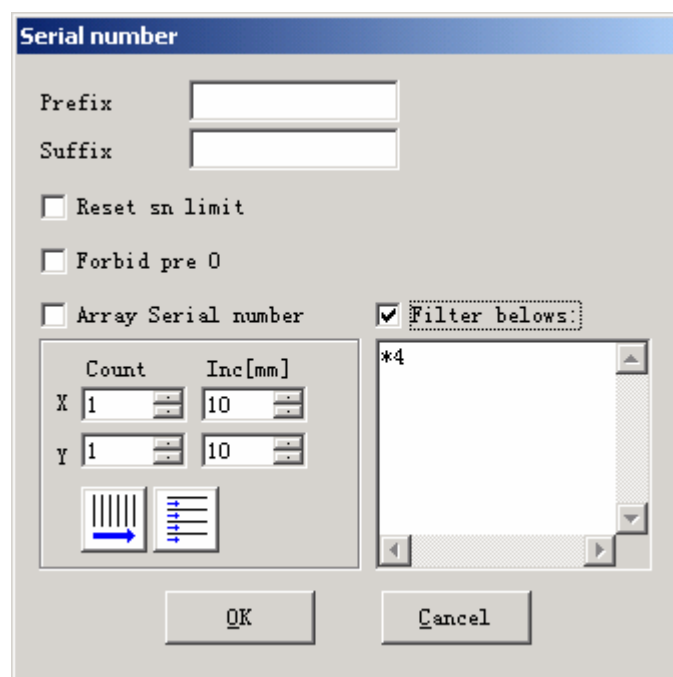 Serial number
Prefix
Suffix
Reset sn limit
Forbid pre 0
Array Serial number
Filter belows:
Count Inc[mm]
*4
X 1 10
Y 1 10
OK Cancel